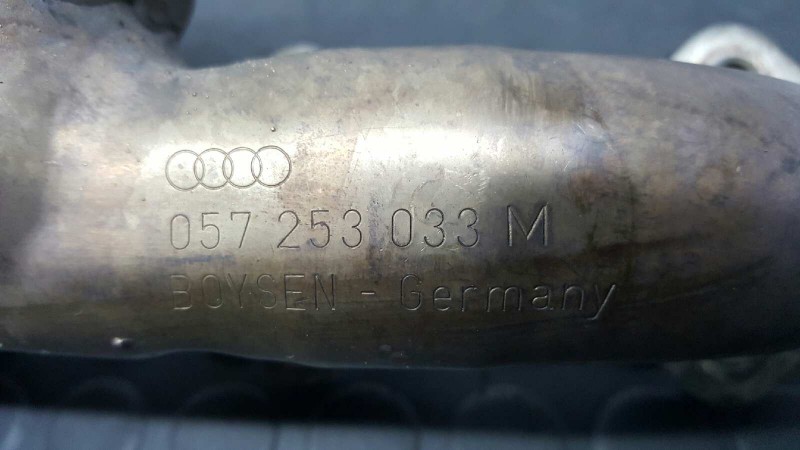 057 253 033 M
BOYSEN - Germany